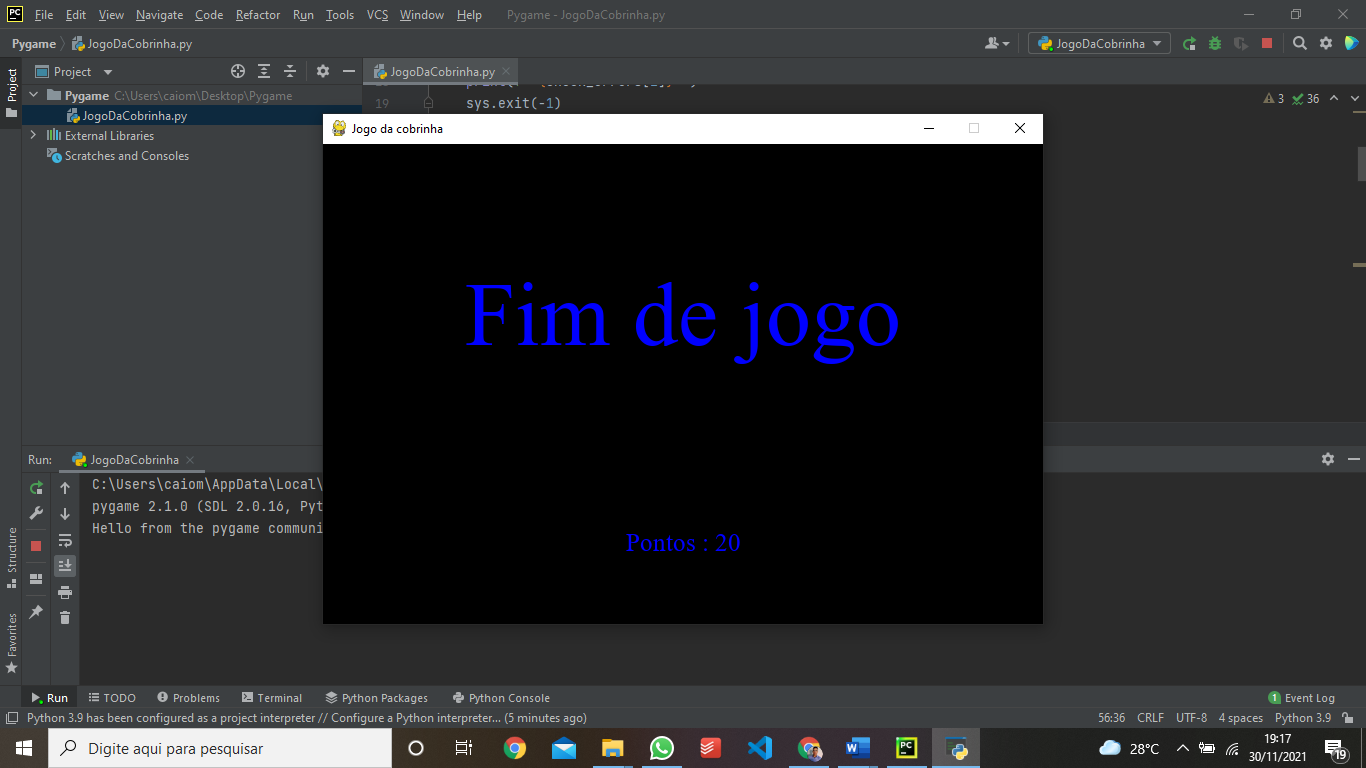 PC File Edit View Navigate Code Refactor Run Tools VCS Window Help Pygame - JogoDaCobrinha.py
Pygame JogoDaCobrinha.py JogoDaCobrinha
Project
Project
JogoDaCobrinha.py
Pygame C:\Users\caiom\Desktop\Pygame
19 sys.exit(-1)
3 36
JogoDaCobrinha.py
External Libraries
Scratches and Consoles
Jogo da cobrinha
Fim de jogo
Pontos : 20
Run: JogoDaCobrinha
C:\Users\caiom\AppData\Local\
pygame 2.1.0 (SDL 2.0.16, Pyt
Hello from the pygame communi
Structure
Favorites
Run TODO Problems Terminal Python Packages Python Console 1 Event Log
Python 3.9 has been configured as a project interpreter // Configure a Python interpreter... (5 minutes ago) 56:36 CRLF UTF-8 4 spaces Python 3.9
Digite aqui para pesquisar
28°C
19:17
30/11/2021
19